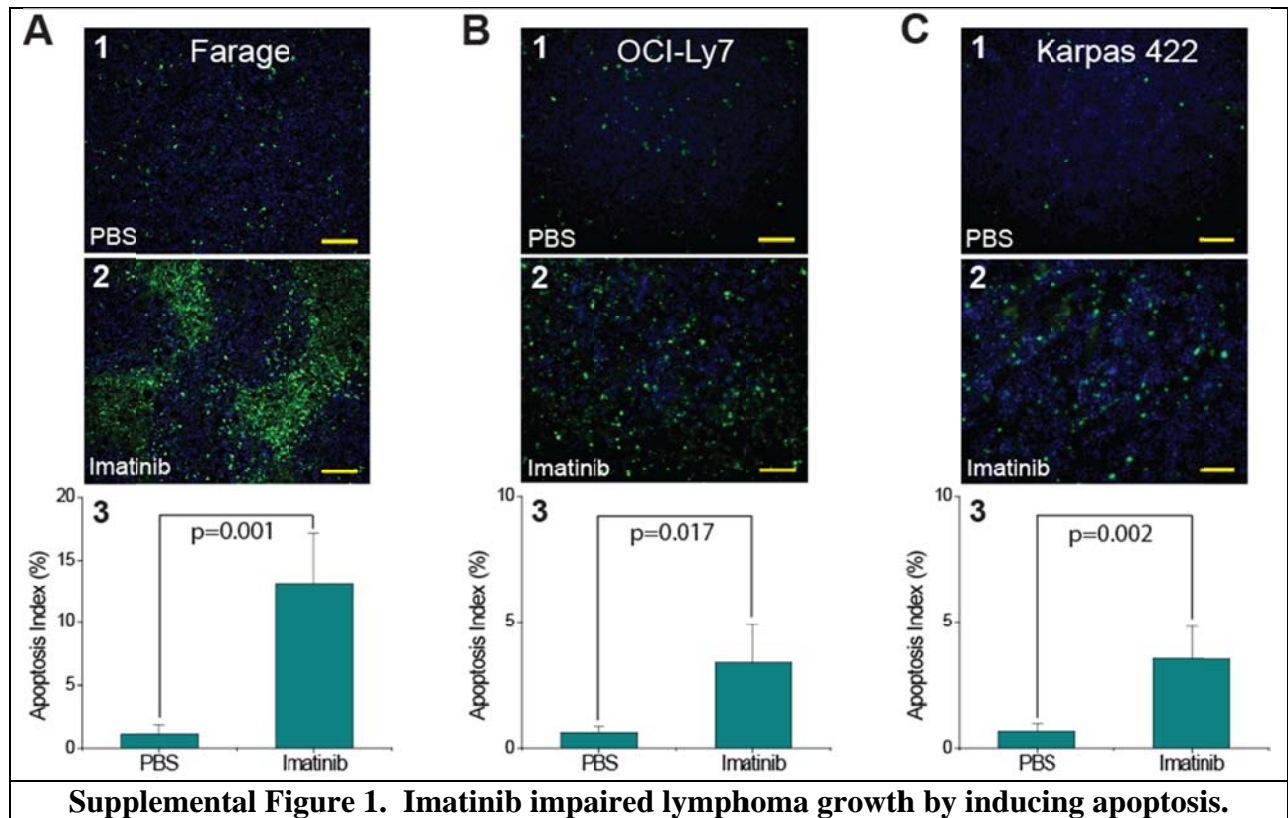 A
1
Farage
PBS
2
Imatinib
3
20
15
10
5
0
Apoptosis Index (%)
p=0.001
PBS
Imatinib
B
1
OCI-Ly7
PBS
2
Imatinib
3
10
5
0
Apoptosis Index (%)
p=0.017
PBS
Imatinib
C
1
Karpas 422
PBS
2
Imatinib
3
10
5
0
Apoptosis Index (%)
p=0.002
PBS
Imatinib
Supplemental Figure 1. Imatinib impaired lymphoma growth by inducing apoptosis.